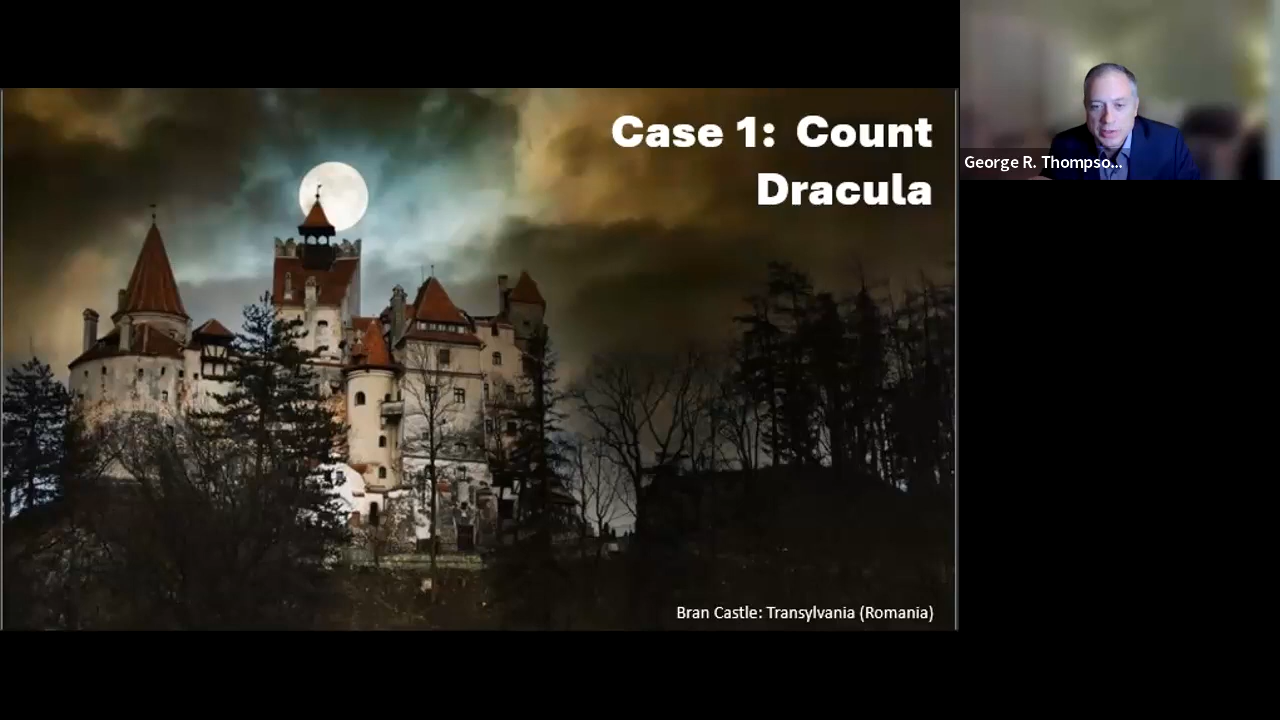 Case 1: Count
Dracula
George R. Thompso...
Bran Castle: Transylvania (Romania)